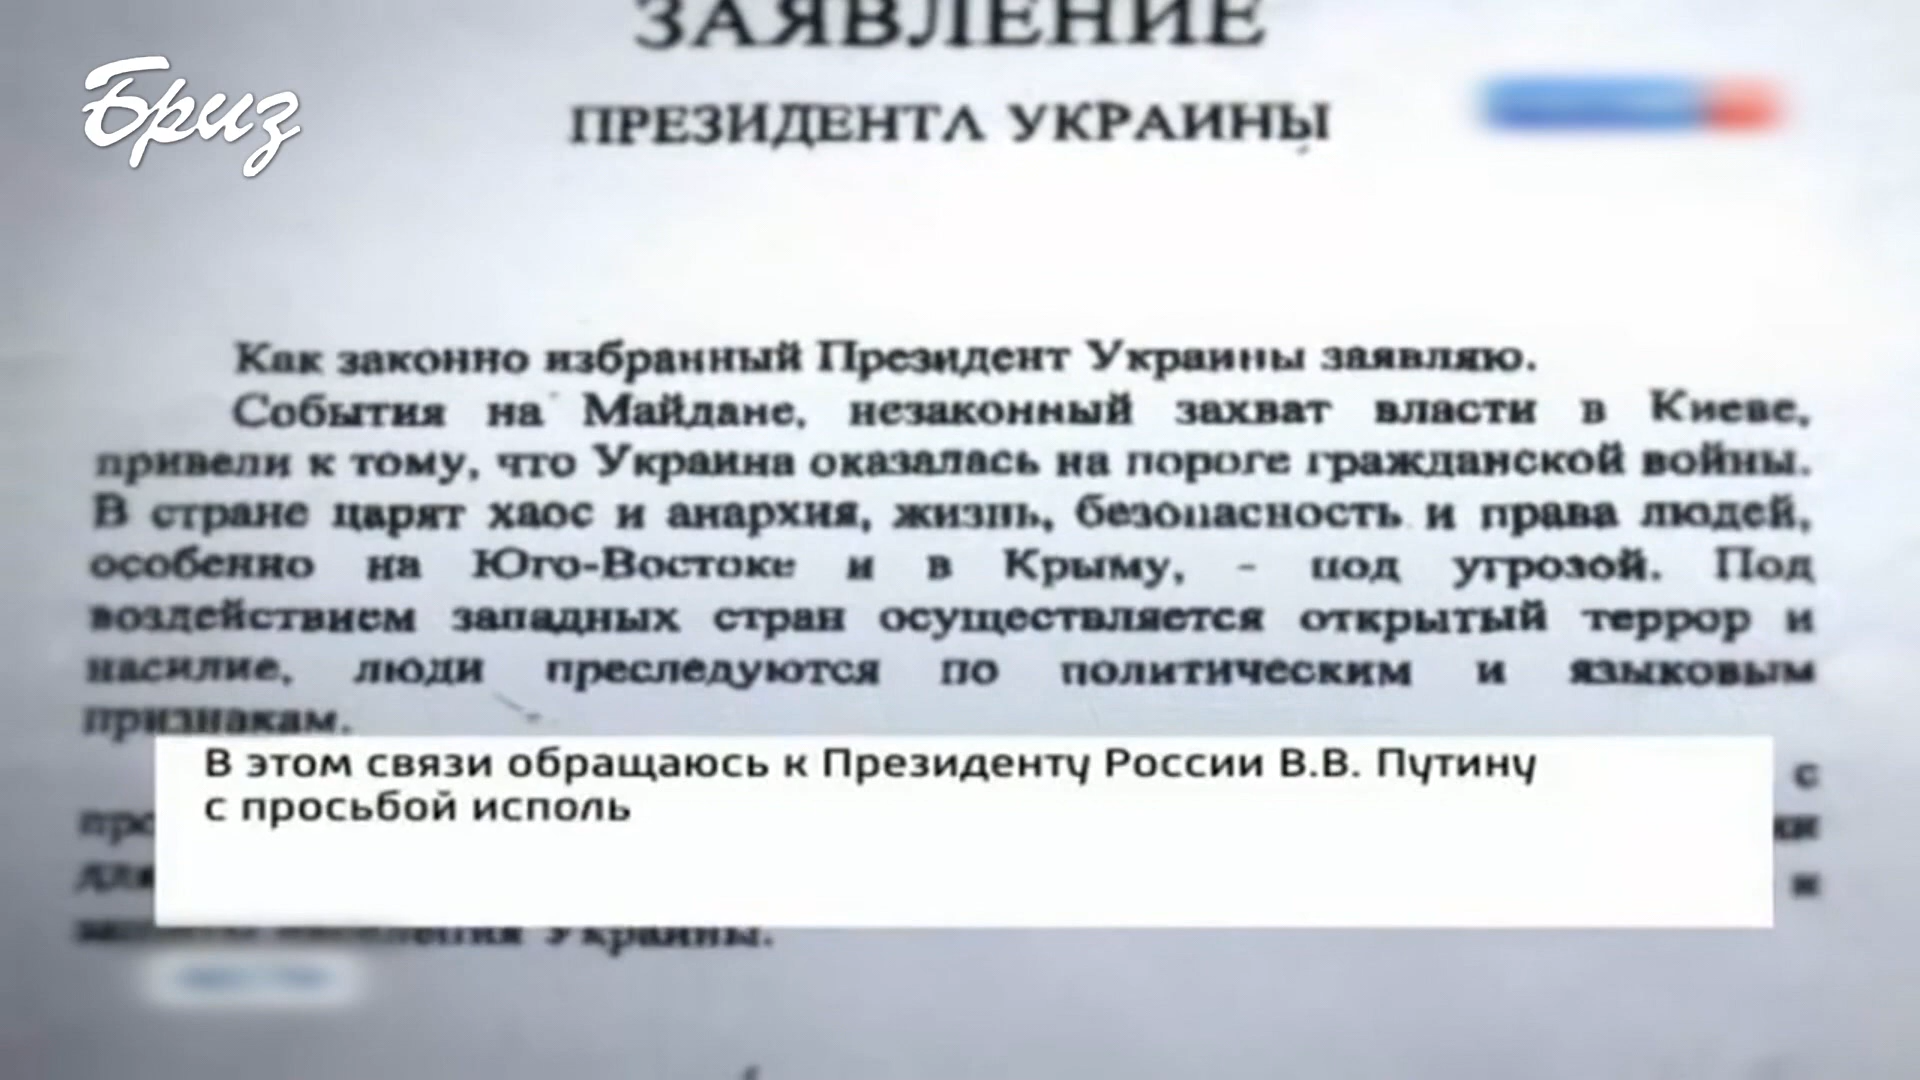 ЗАЯВЛЕНИЕ
Бриз
ПРЕЗИДЕНТА УКРАИНЫ
Как законно избранный Президент Украины заявляю.
События на Майдане, незаконный захват власти в Киеве,
привели к тому, что Украина оказалась на пороге гражданской войны.
В стране царят хаос и анархия, жизнь, безопасность и права людей,
особенно на Юго-Востоке и в Крыму, - под угрозой. Под
воздействием западных стран осуществляется открытый террор и
насилие, люди преследуются по политическим и языковым
признакам.
В этом связи обращаюсь к Президенту России В.В. Путину
с просьбой исполь
с
и
Украины.